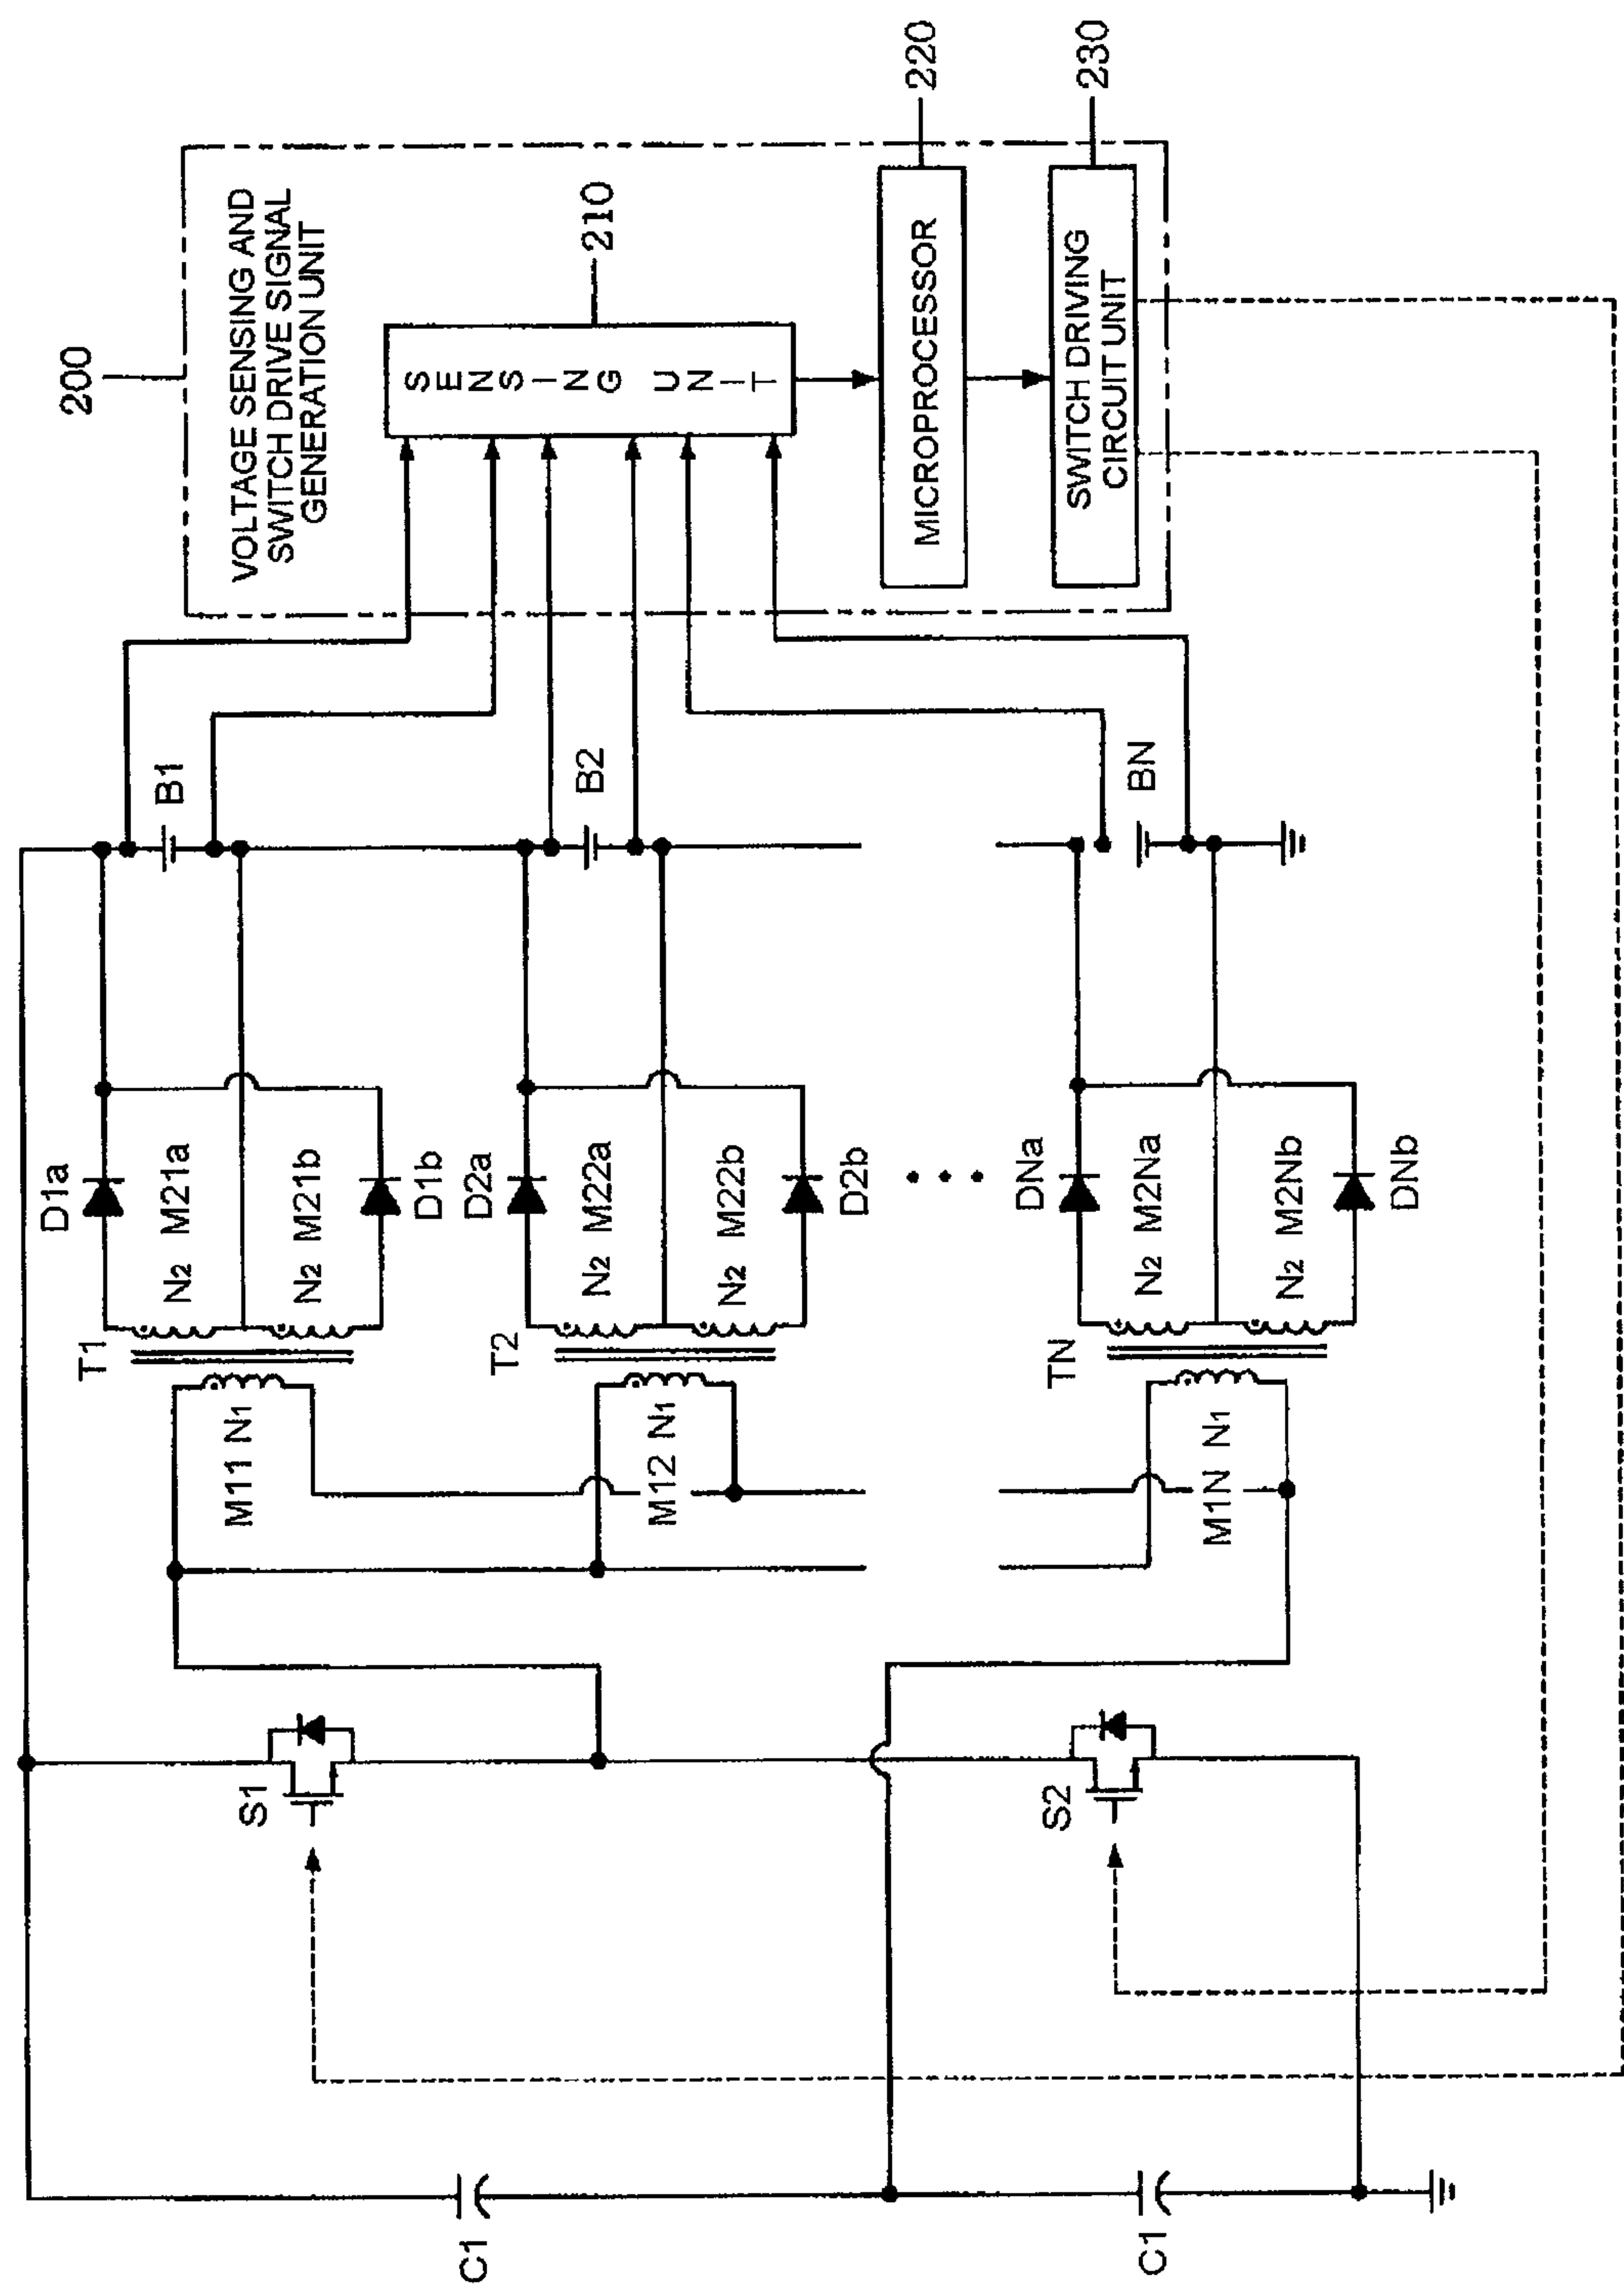 200
VOLTAGE SENSING AND
SWITCH DRIVE SIGNAL
GENERATION UNIT
210
SENSING UNIT
220
MICROPROCESSOR
230
SWITCH DRIVING
CIRCUIT UNIT
B1
B2
BN
D1a
N2 M21a
N2 M21b
D1b
D2a
N2 M22a
N2 M22b
D2b
DNa
N2 M2Na
N2 M2Nb
DNb
T1
T2
TN
M11 N1
M12 N1
M1N N1
S1
S2
C1
C1